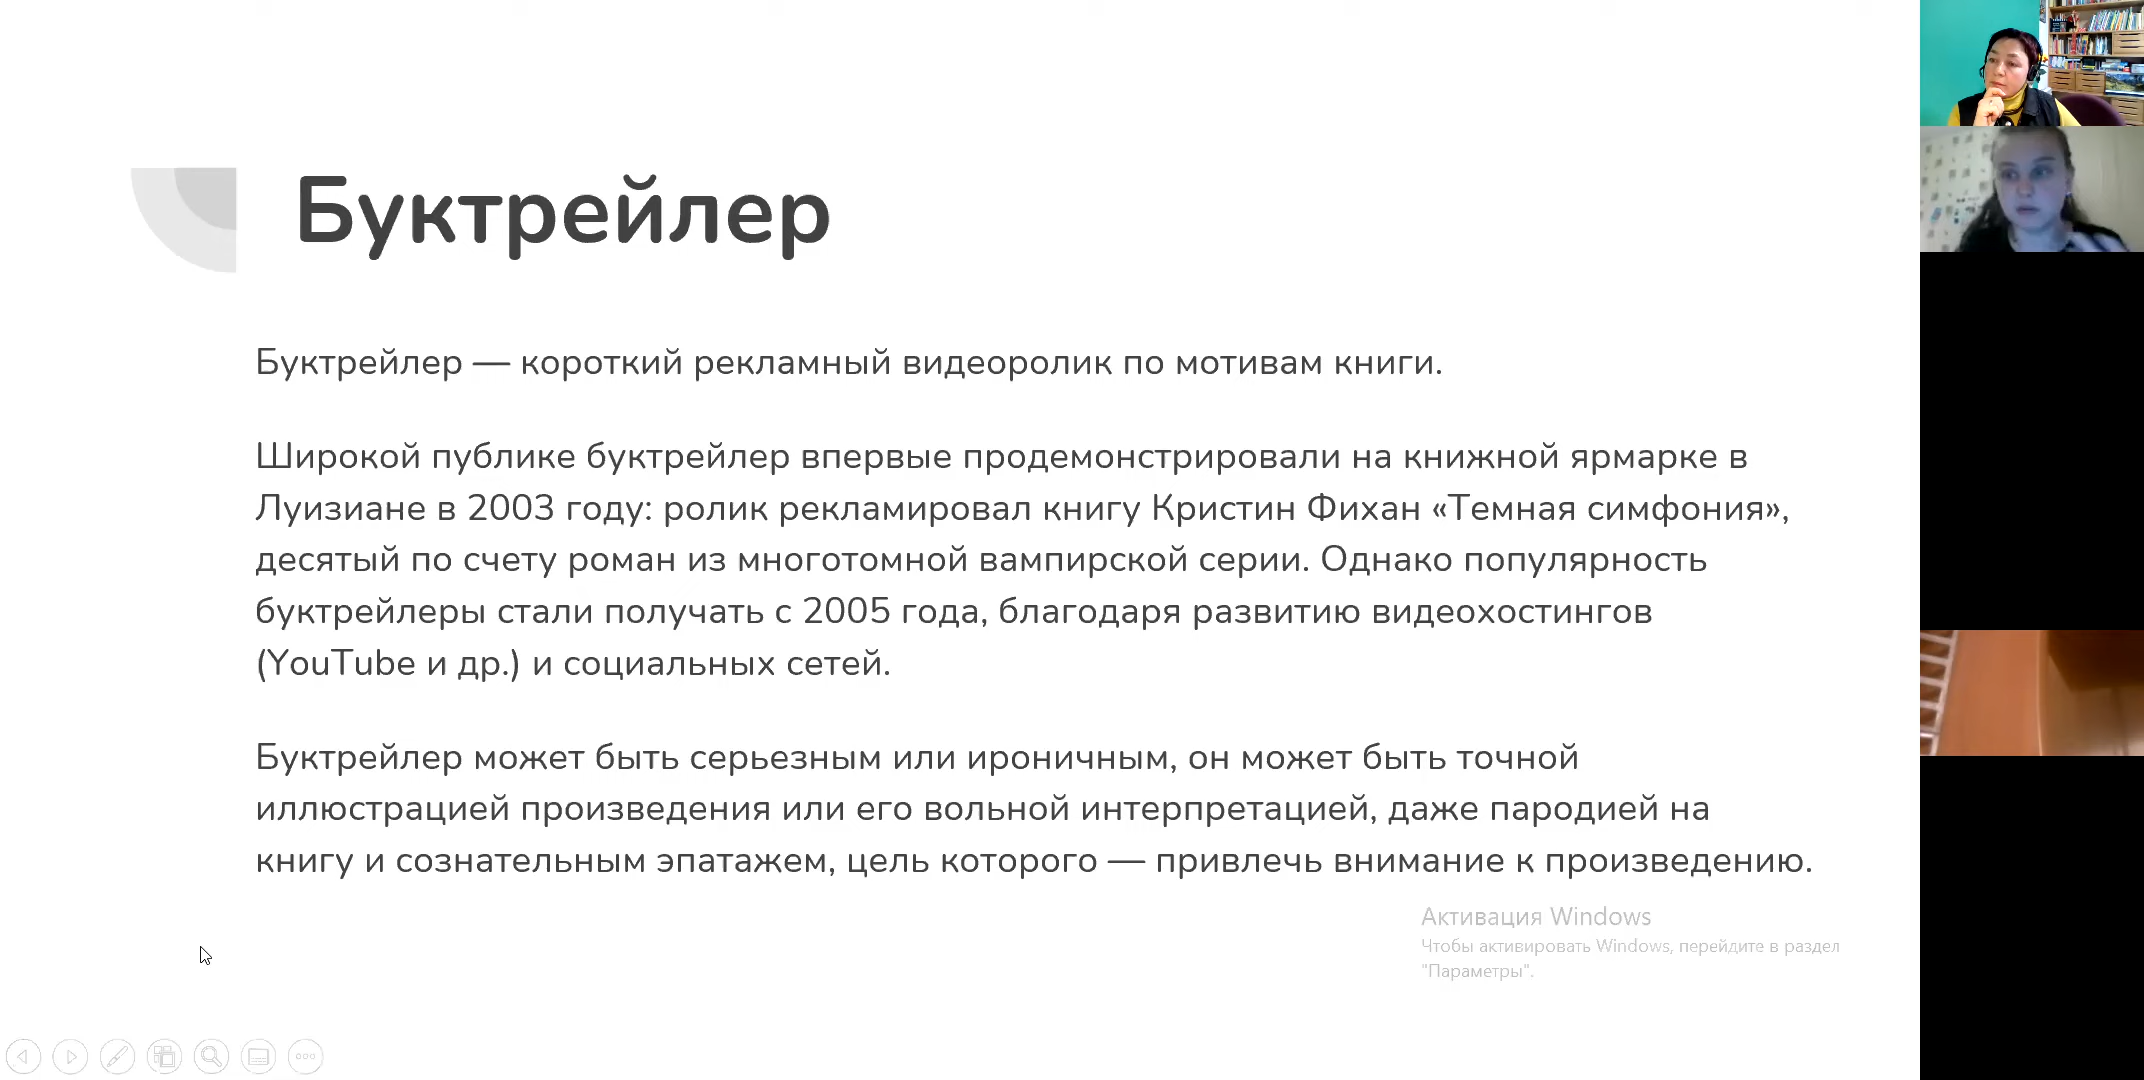 Буктрейлер
Буктрейлер — короткий рекламный видеоролик по мотивам книги.
Широкой публике буктрейлер впервые продемонстрировали на книжной ярмарке в
Луизиане в 2003 году: ролик рекламировал книгу Кристин Фихан «Темная симфония»,
десятый по счету роман из многотомной вампирской серии. Однако популярность
буктрейлеры стали получать с 2005 года, благодаря развитию видеохостингов
(YouTube и др.) и социальных сетей.
Буктрейлер может быть серьезным или ироничным, он может быть точной
иллюстрацией произведения или его вольной интерпретацией, даже пародией на
книгу и сознательным эпатажем, цель которого — привлечь внимание к произведению.
Активация Windows
Чтобы активировать Windows, перейдите в раздел
"Параметры".